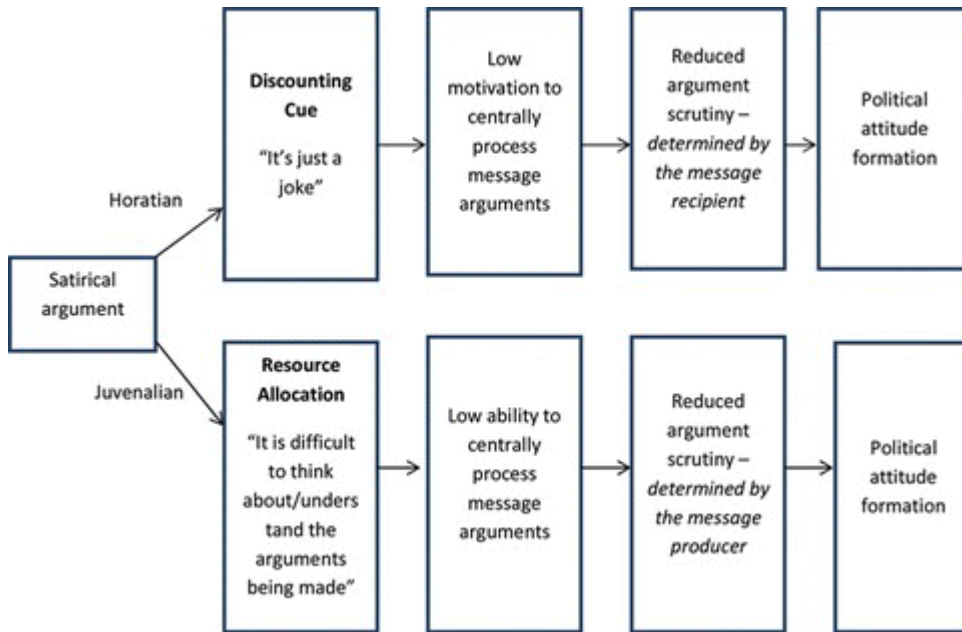 Discounting
Cue
“It’s just a
joke”
Low
motivation to
centrally
process
message
arguments
Reduced
argument
scrutiny –
determined by
the message
recipient
Political
attitude
formation
Horatian
Satirical
argument
Juvenalian
Resource
Allocation
“It is difficult
to think
about/unders
tand the
arguments
being made”
Low ability to
centrally
process
message
arguments
Reduced
argument
scrutiny –
determined by
the message
producer
Political
attitude
formation